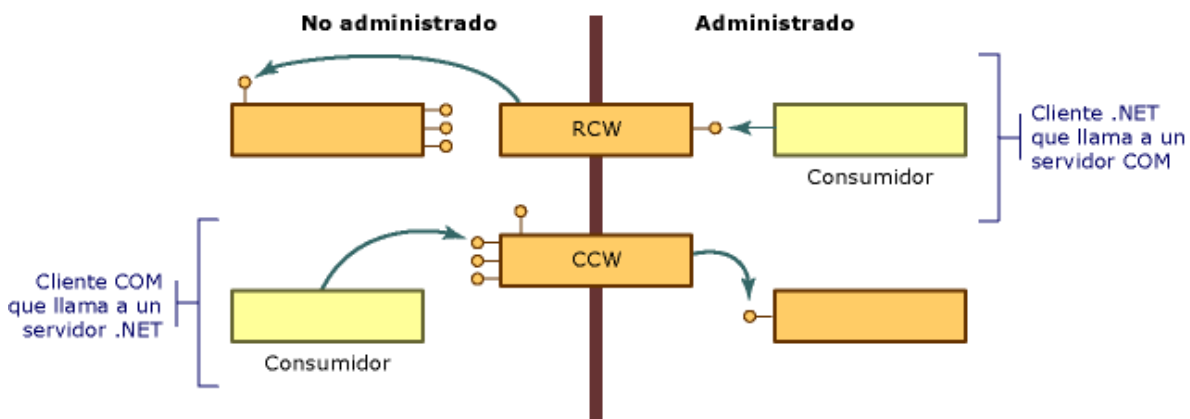 No administrado
Administrado
RCW
Consumidor
Cliente .NET
que llama a un
servidor COM
CCW
Cliente COM
que llama a un
servidor .NET
Consumidor